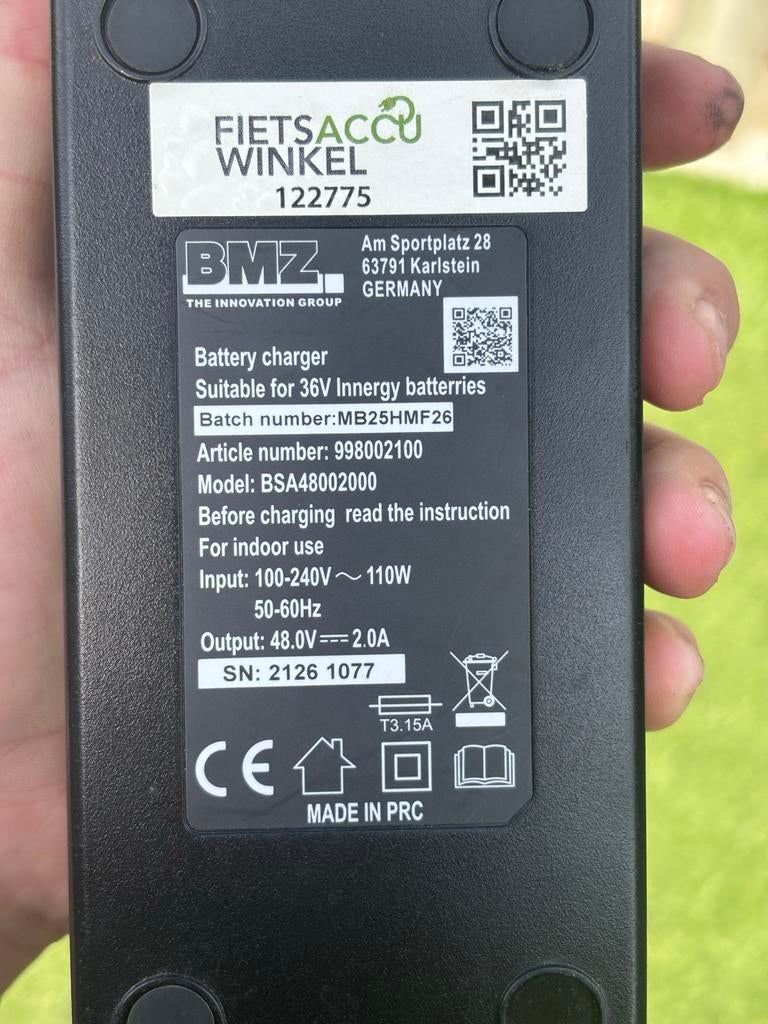 FIETSACCU
WINKEL
122775
BMZ
THE INNOVATION GROUP
Am Sportplatz 28
63791 Karlstein
GERMANY
Battery charger
Suitable for 36V Innergy batterries
Batch number:MB25HMF26
Article number: 998002100
Model: BSA48002000
Before charging read the instruction
For indoor use
Input: 100-240V～110W
50-60Hz
Output: 48.0V⎓2.0A
SN: 2126 1077
T3.15A
CE
MADE IN PRC